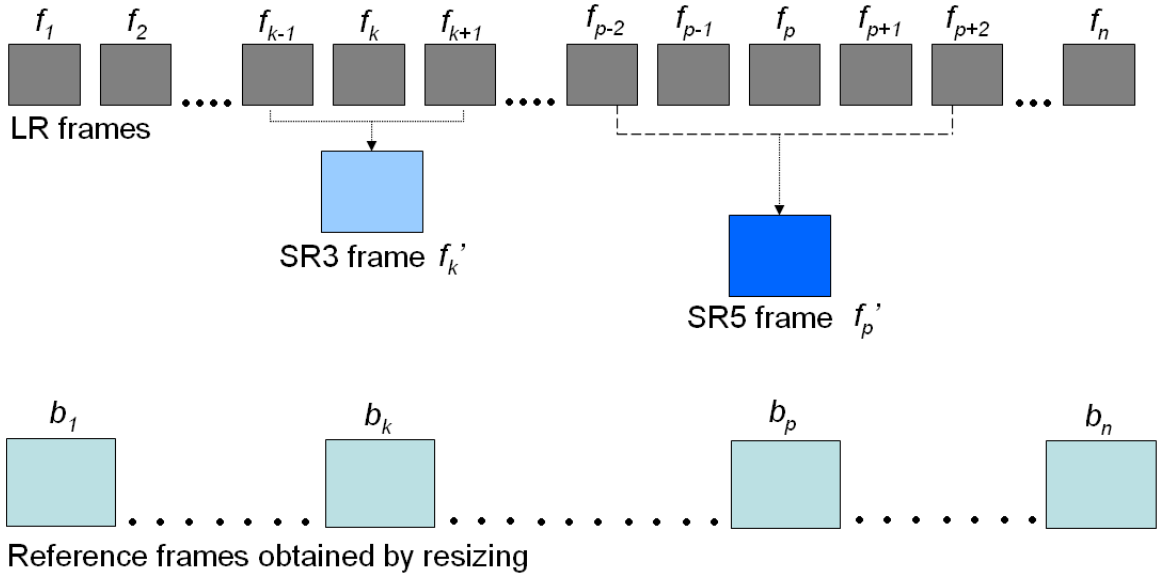 f1 f2 fk-1 fk fk+1 fp-2 fp-1 fp fp+1 fp+2 fn
LR frames
SR3 frame fk’
SR5 frame fp’
b1 bk bp bn
Reference frames obtained by resizing